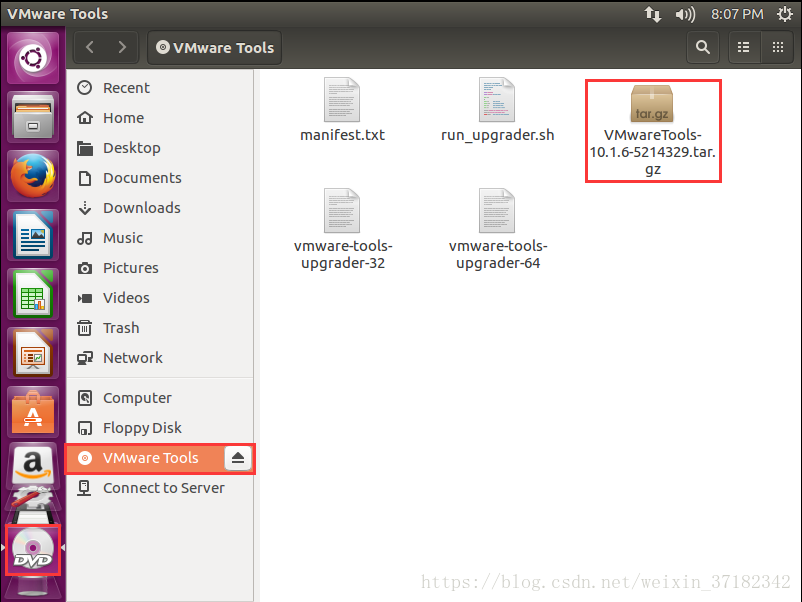 VMware Tools
8:07 PM
VMware Tools
Recent
Home
Desktop
Documents
Downloads
Music
Pictures
Videos
Trash
Network
Computer
Floppy Disk
VMware Tools
Connect to Server
manifest.txt
run_upgrader.sh
tar.gz
VMwareTools-
10.1.6-5214329.tar.
gz
vmware-tools-
upgrader-32
vmware-tools-
upgrader-64
A
a
DVD
https://blog.csdn.net/weixin_37182342